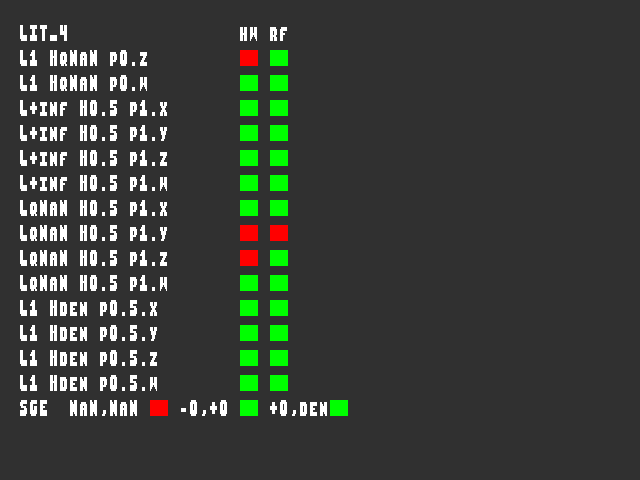 LIT_4 HW RF
L1 HqNaN p0.z
L1 HqNaN p0.w
L+inf H0.5 p1.x
L+inf H0.5 p1.y
L+inf H0.5 p1.z
L+inf H0.5 p1.w
LqNaN H0.5 p1.x
LqNaN H0.5 p1.y
LqNaN H0.5 p1.z
LqNaN H0.5 p1.w
L1 Hden p0.5.x
L1 Hden p0.5.y
L1 Hden p0.5.z
L1 Hden p0.5.w
SGE NaN,NaN -0,+0 +0,den